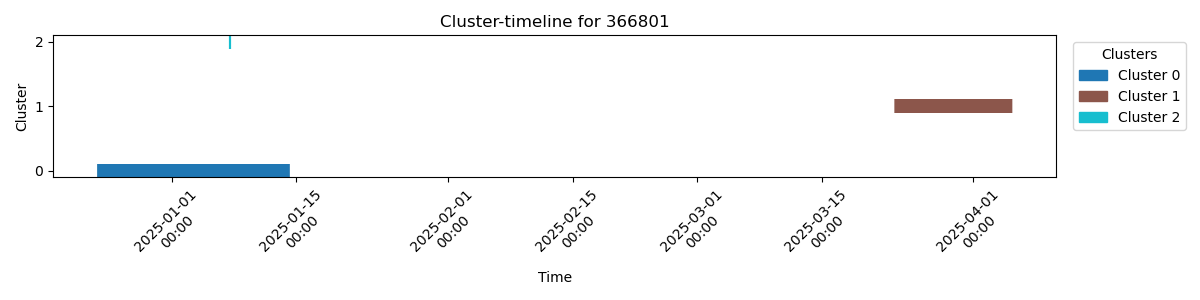 Cluster-timeline for 366801
Cluster
2
1
0
2025-01-01
00:00
2025-01-15
00:00
2025-02-01
00:00
2025-02-15
00:00
2025-03-01
00:00
2025-03-15
00:00
2025-04-01
00:00
Time
Clusters
Cluster 0
Cluster 1
Cluster 2